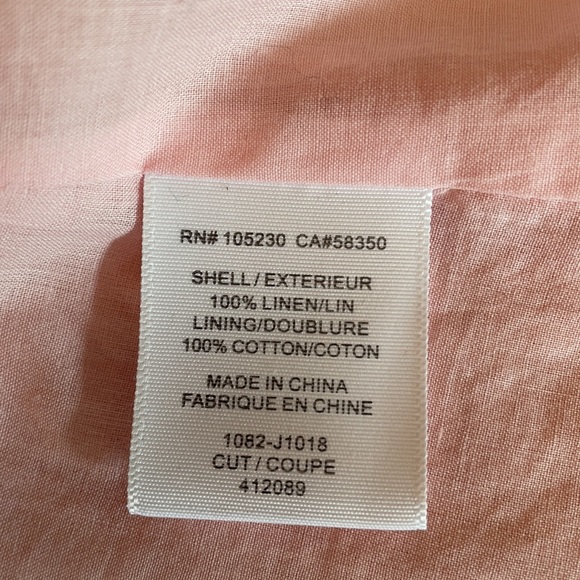 RN# 105230 CA#58350
SHELL/EXTERIEUR
100% LINEN/LIN
LINING/DOUBLURE
100% COTTON/COTON
MADE IN CHINA
FABRIQUE EN CHINE
1082-J1018
CUT/COUPE
412089